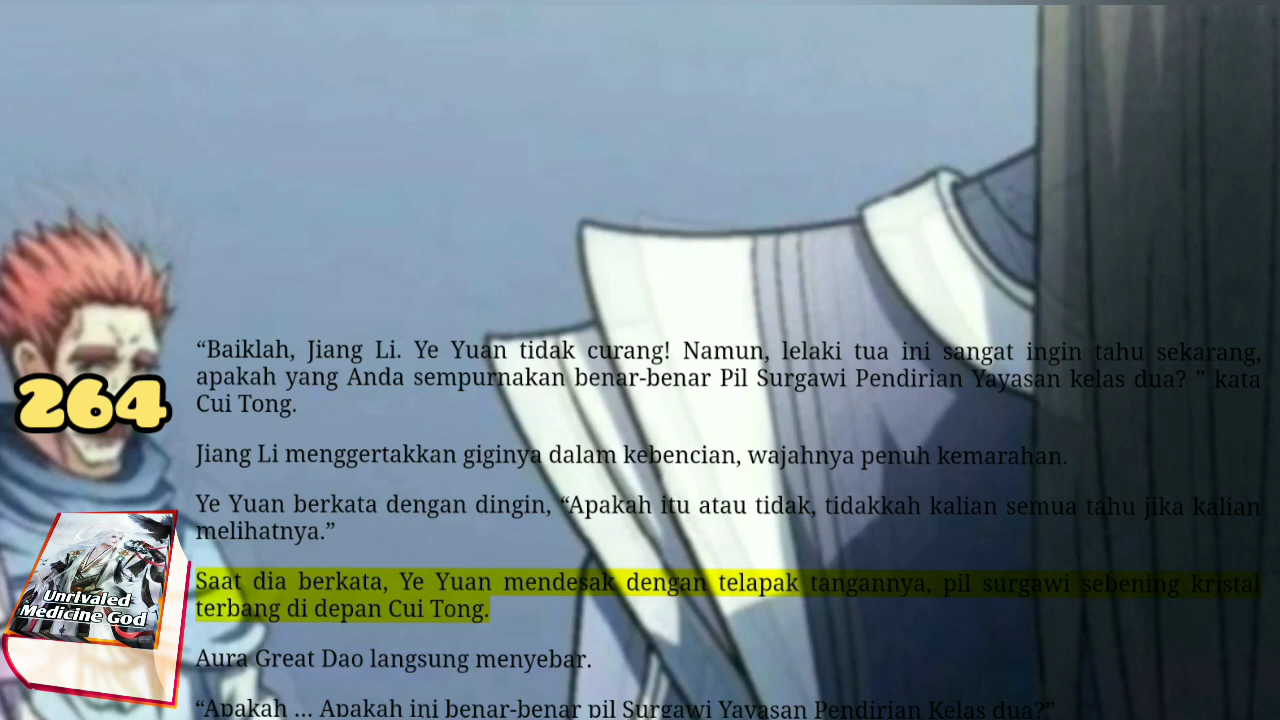 “Baiklah, Jiang Li. Ye Yuan tidak curang! Namun, lelaki tua ini sangat ingin tahu sekarang,
apakah yang Anda sempurnakan benar-benar Pil Surgawi Pendirian Yayasan kelas dua? ” kata
Cui Tong.
Jiang Li menggertakkan giginya dalam kebencian, wajahnya penuh kemarahan.
264
Ye Yuan berkata dengan dingin, “Apakah itu atau tidak, tidakkah kalian semua tahu jika kalian
melihatnya.”
Saat dia berkata, Ye Yuan mendesak dengan telapak tangannya, pil surgawi sebening kristal
terbang di depan Cui Tong.
Unrivaled
Medicine God
Aura Great Dao langsung menyebar.
“Apakah ... Apakah ini benar-benar pil Surgawi Yayasan Pendirian Kelas dua?”